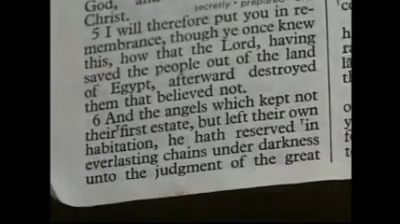 God, and
secretly
Christ.
5 I will therefore put you in re-
membrance, though ye once knew
this, how that the Lord, having
saved the people out of the land
of Egypt, afterward destroyed
them that believed not.
6 And the angels which kept not
their first estate, but left their own
habitation, he hath reserved in
everlasting chains under darkness
unto the judgment of the great